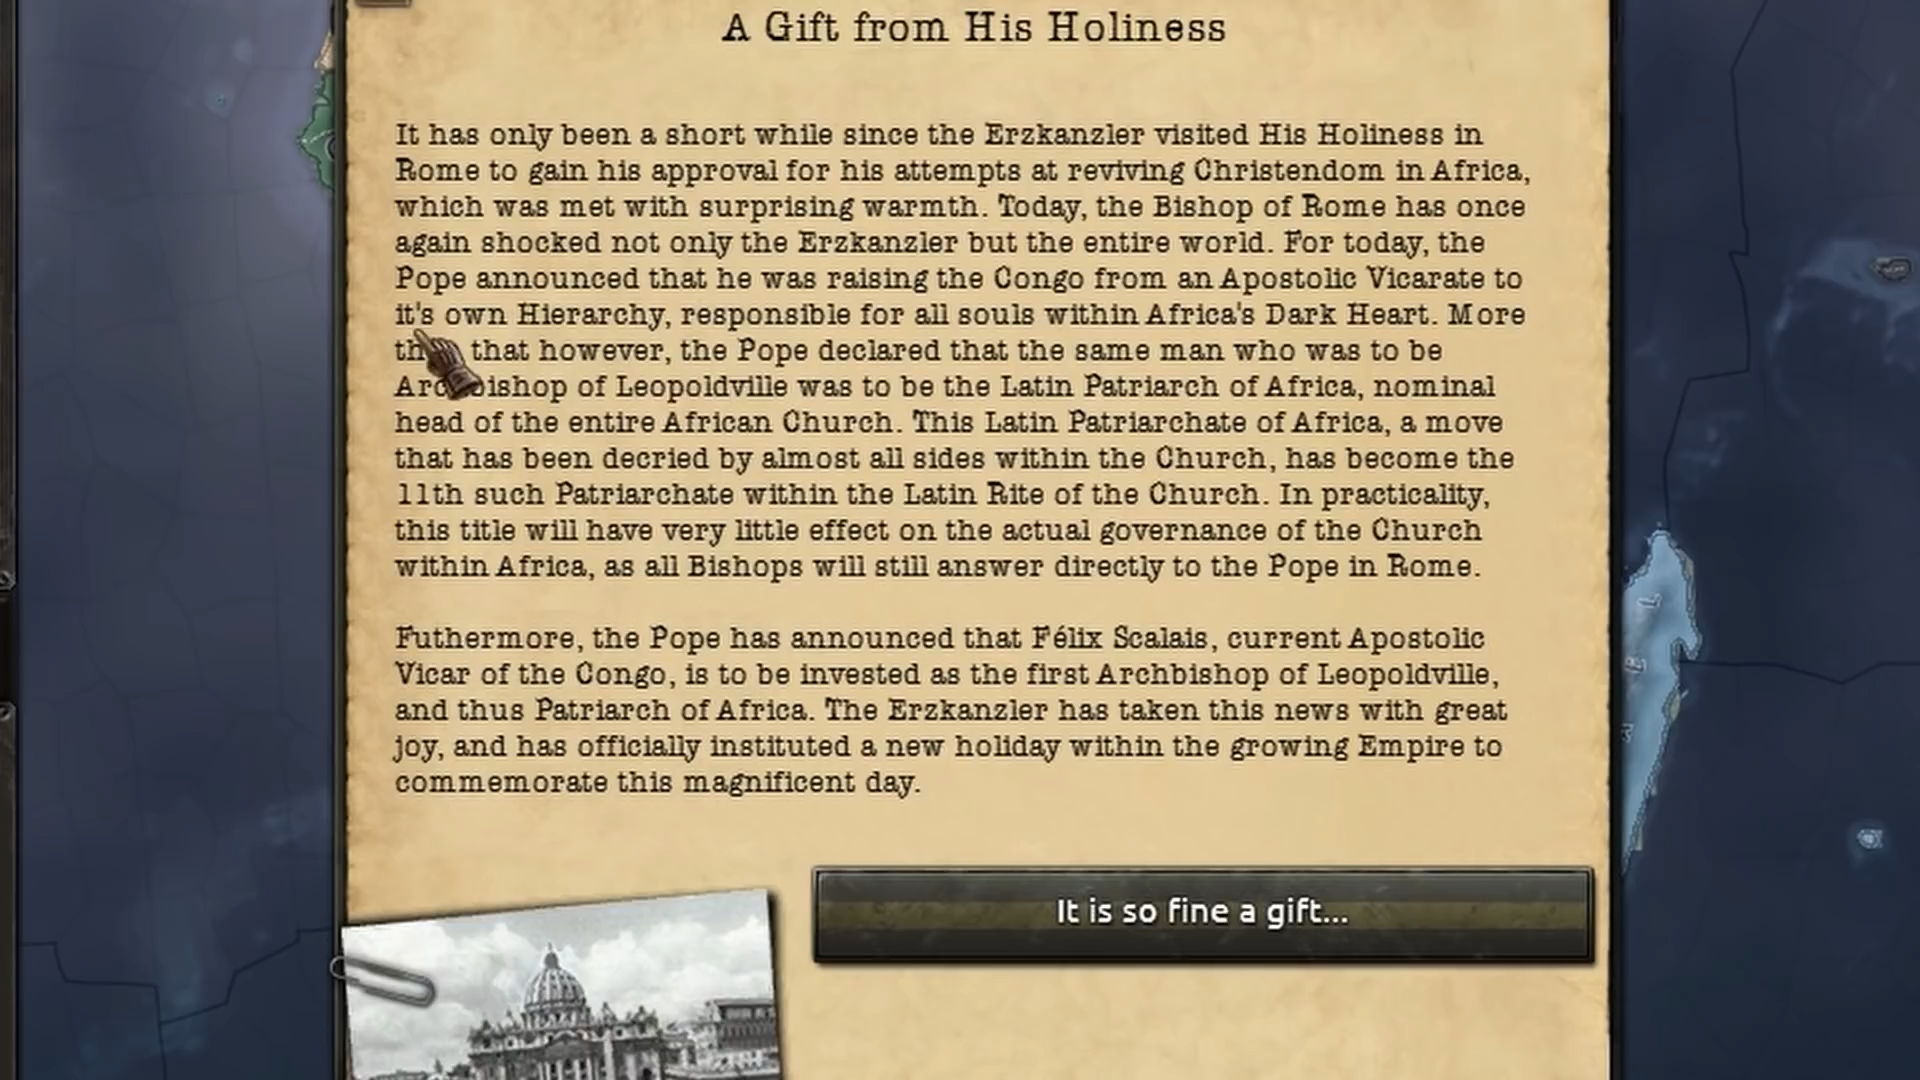 A Gift from His Holiness
It has only been a short while since the Erzkanzler visited His Holiness in
Rome to gain his approval for his attempts at reviving Christendom in Africa,
which was met with surprising warmth. Today, the Bishop of Rome has once
again shocked not only the Erzkanzler but the entire world. For today, the
Pope announced that he was raising the Congo from an Apostolic Vicarate to
it's own Hierarchy, responsible for all souls within Africa's Dark Heart. More
that however, the Pope declared that the same man who was to be
Archbishop of Leopoldville was to be the Latin Patriarch of Africa, nominal
head of the entire African Church. This Latin Patriarchate of Africa, a move
that has been decried by almost all sides within the Church, has become the
11th such Patriarchate within the Latin Rite of the Church. In practicality,
this title will have very little effect on the actual governance of the Church
within Africa, as all Bishops will still answer directly to the Pope in Rome.
Futhermore, the Pope has announced that Félix Scalais, current Apostolic
Vicar of the Congo, is to be invested as the first Archbishop of Leopoldville,
and thus Patriarch of Africa. The Erzkanzler has taken this news with great
joy, and has officially instituted a new holiday within the growing Empire to
commemorate this magnificent day.
It is so fine a gift...